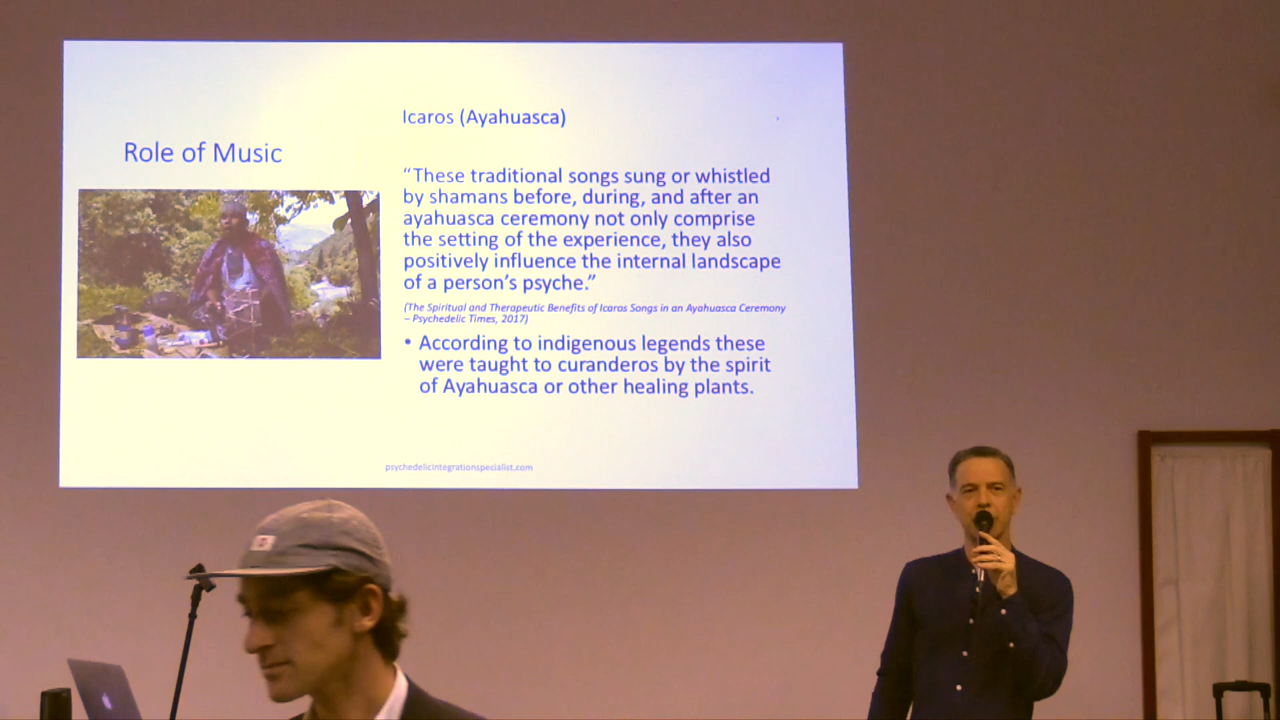 Icaros (Ayahuasca)
Role of Music
“These traditional songs sung or whistled
by shamans before, during, and after an
ayahuasca ceremony not only comprise
the setting of the experience, they also
positively influence the internal landscape
of a person’s psyche.”
(The Spiritual and Therapeutic Benefits of Icaros Songs in an Ayahuasca Ceremony
– Psychedelic Times, 2017)
• According to indigenous legends these
were taught to curanderos by the spirit
of Ayahuasca or other healing plants.
psychedelicintegrationspecialist.com